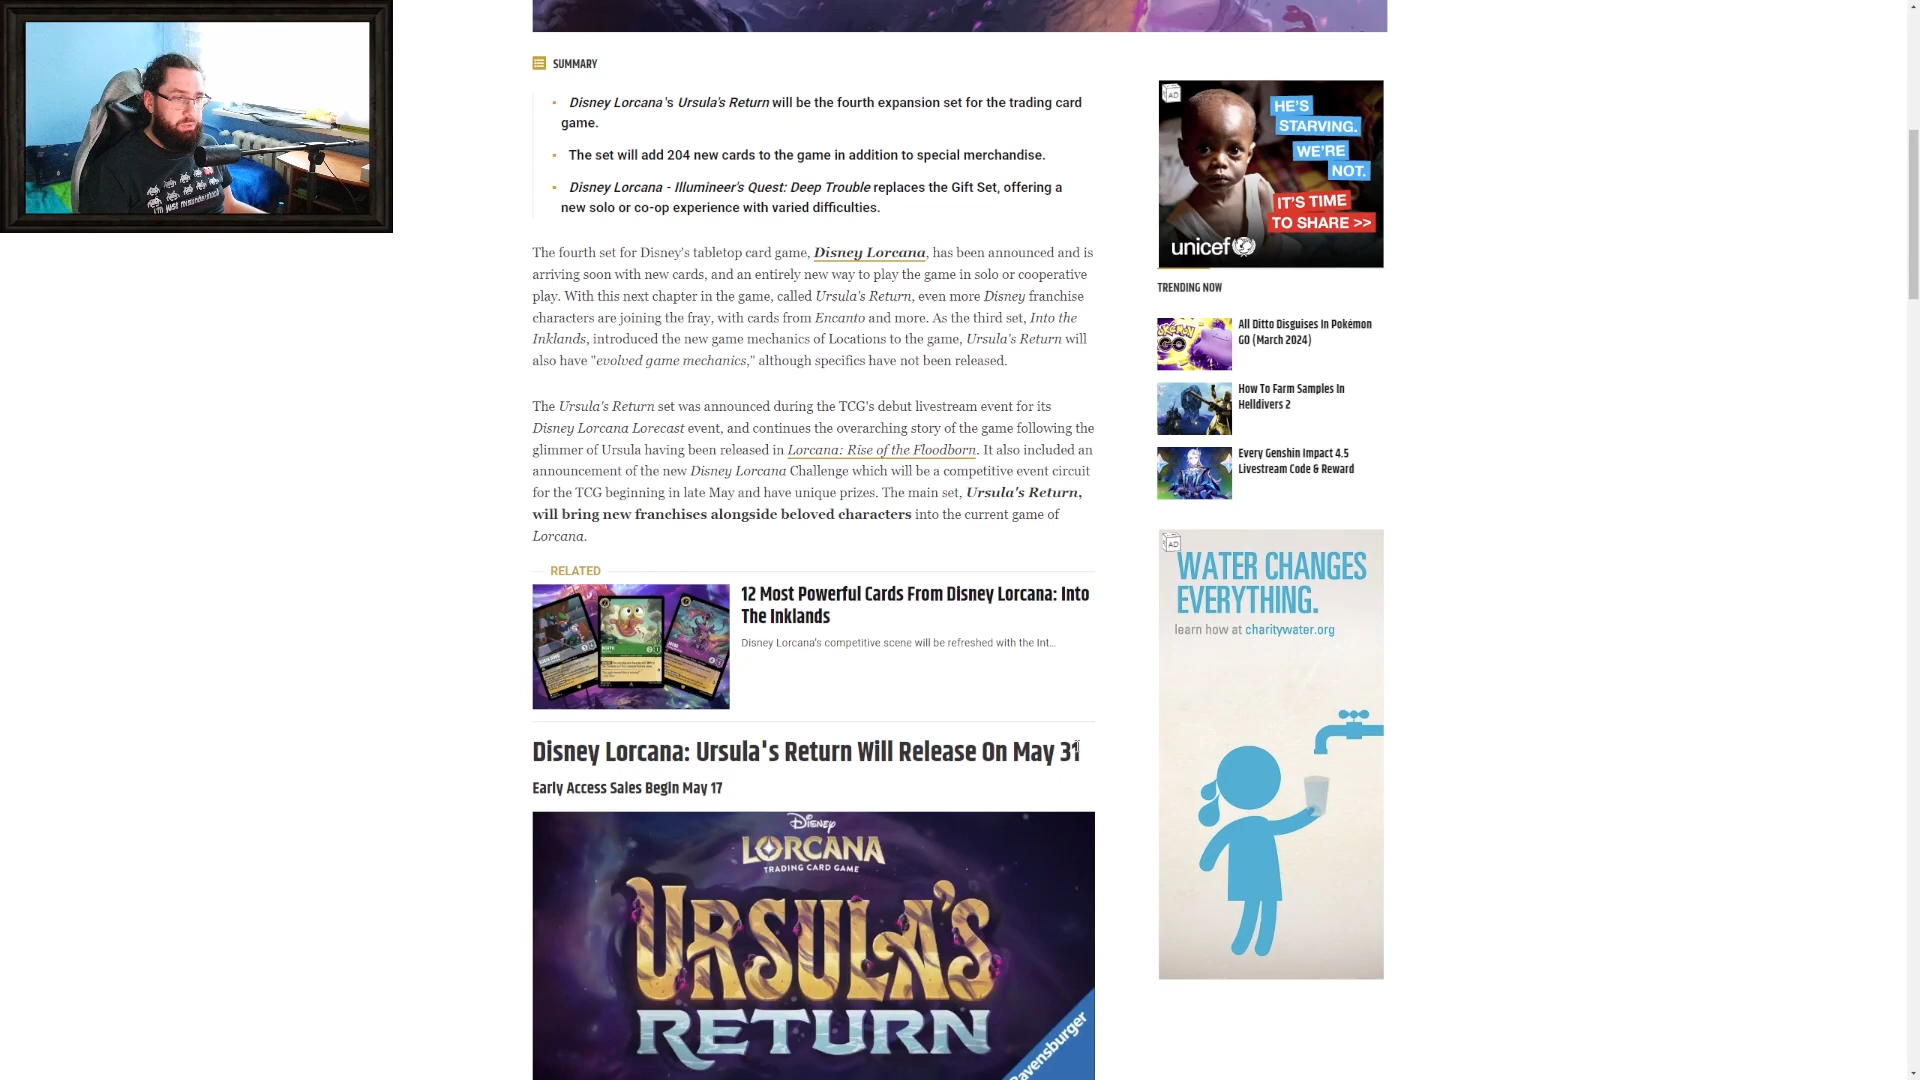 SUMMARY
Disney Lorcana's Ursula's Return will be the fourth expansion set for the trading card
game.
The set will add 204 new cards to the game in addition to special merchandise.
Disney Lorcana - Illumineer's Quest: Deep Trouble replaces the Gift Set, offering a
new solo or co-op experience with varied difficulties.
The fourth set for Disney's tabletop card game, Disney Lorcana, has been announced and is
arriving soon with new cards, and an entirely new way to play the game in solo or cooperative
play. With this next chapter in the game, called Ursula's Return, even more Disney franchise
characters are joining the fray, with cards from Encanto and more. As the third set, Into the
Inklands, introduced the new game mechanics of Locations to the game, Ursula's Return will
also have "evolved game mechanics," although specifics have not been released.
The Ursula's Return set was announced during the TCG's debut livestream event for its
Disney Lorcana Lorecast event, and continues the overarching story of the game following the
glimmer of Ursula having been released in Lorcana: Rise of the Floodborn. It also included an
announcement of the new Disney Lorcana Challenge which will be a competitive event circuit
for the TCG beginning in late May and have unique prizes. The main set, Ursula's Return,
will bring new franchises alongside beloved characters into the current game of
Lorcana.
RELATED
12 Most Powerful Cards From Disney Lorcana: Into
The Inklands
Disney Lorcana's competitive scene will be refreshed with the Int...
Disney Lorcana: Ursula's Return Will Release On May 31
Early Access Sales Begin May 17
Disney
LORCANA
TRADING CARD GAME
URSULA'S
RETURN
Ravensburger
AD
HE'S
STARVING.
WE'RE
NOT.
IT'S TIME
TO SHARE >>
unicef
TRENDING NOW
All Ditto Disguises In Pokémon
GO (March 2024)
How To Farm Samples In
Helldivers 2
Every Genshin Impact 4.5
Livestream Code & Reward
AD
WATER CHANGES
EVERYTHING.
learn how at charitywater.org